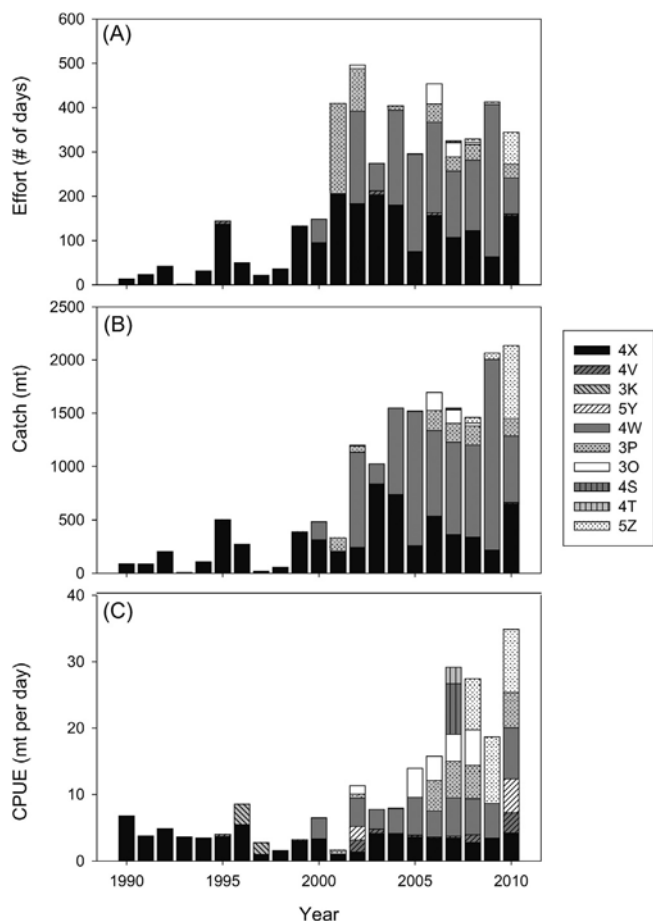 (A)
Effort (# of days)
600
500
400
300
200
100
0
(B)
Catch (mt)
2500
2000
1500
1000
500
0
(C)
CPUE (mt per day)
40
30
20
10
0
1990 1995 2000 2005 2010
Year
4X
4V
3K
5Y
4W
3P
3O
4S
4T
5Z